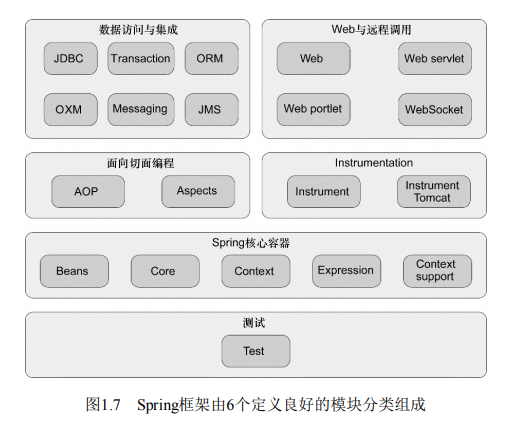 数据访问与集成
JDBC
Transaction
ORM
OXM
Messaging
JMS
Web与远程调用
Web
Web servlet
Web portlet
WebSocket
面向切面编程
AOP
Aspects
Instrumentation
Instrument
Instrument
Tomcat
Spring核心容器
Beans
Core
Context
Expression
Context
support
测试
Test
图1.7 Spring框架由6个定义良好的模块分类组成